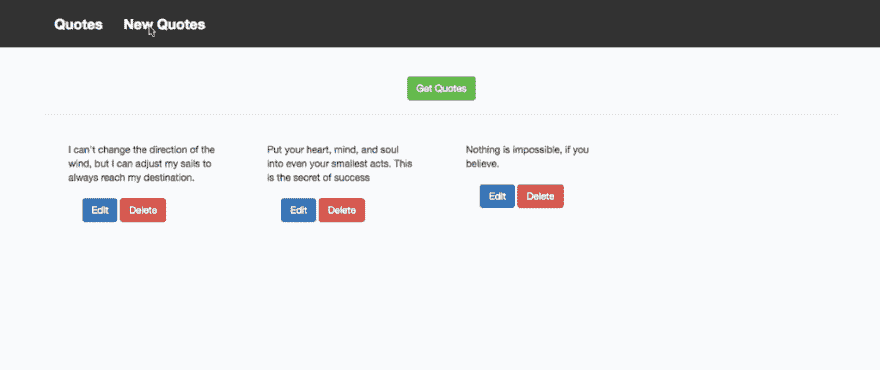 Quotes New Quotes
Get Quotes
I can't change the direction of the
wind, but I can adjust my sails to
always reach my destination.
Edit Delete
Put your heart, mind, and soul
into even your smallest acts. This
is the secret of success
Edit Delete
Nothing is impossible, if you
believe.
Edit Delete